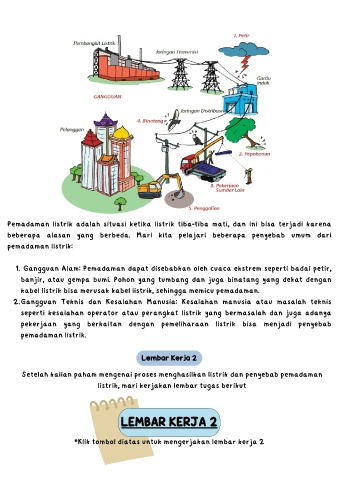 1. Petir
Pembangkit Listrik
Jaringan Transmisi
Gardu
Induk
GANGGUAN
Jaringan Distribusi
4. Binatang
Pelanggan
2. Pepohonan
3. Pekerjaan
Sumber Lain
5. Penggalian
Pemadaman listrik adalah situasi ketika listrik tiba-tiba mati, dan ini bisa terjadi karena
beberapa alasan yang berbeda. Mari kita pelajari beberapa penyebab umum dari
pemadaman listrik:
1. Gangguan Alam: Pemadaman dapat disebabkan oleh cuaca ekstrem seperti badai petir,
banjir, atau gempa bumi. Pohon yang tumbang dan juga binatang yang dekat dengan
kabel listrik bisa merusak kabel listrik, sehingga memicu pemadaman.
2.Gangguan Teknis dan Kesalahan Manusia: Kesalahan manusia atau masalah teknis
seperti kesalahan operator atau perangkat listrik yang bermasalah dan juga adanya
pekerjaan yang berkaitan dengan pemeliharaan listrik bisa menjadi penyebab
pemadaman listrik.
Lembar Kerja 2
Setelah kalian paham mengenai proses menghasilkan listrik dan penyebab pemadaman
listrik, mari kerjakan lembar tugas berikut
LEMBAR KERJA 2
*Klik tombol diatas untuk mengerjakan lembar kerja 2